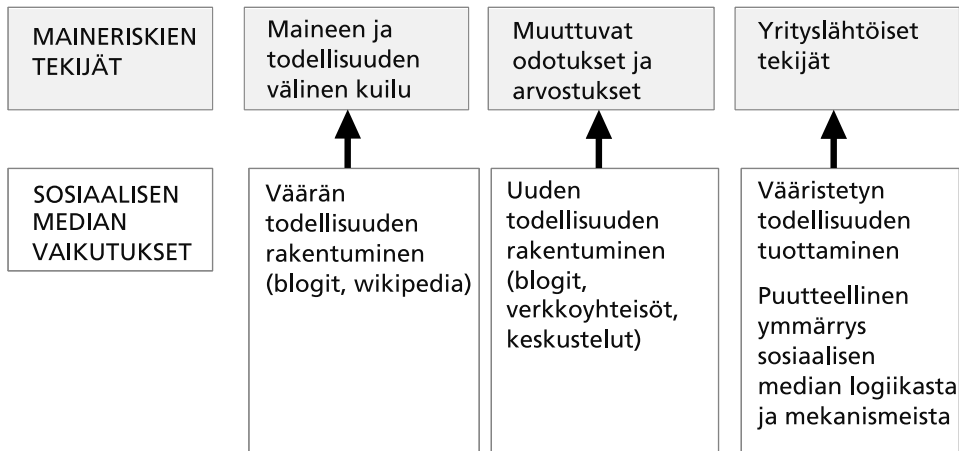 MAINERISKIEN
TEKIJÄT
Maineen ja
todellisuuden
välinen kuilu
Muuttuvat
odotukset ja
arvostukset
Yrityslähtöiset
tekijät
SOSIAALISEN
MEDIAN
VAIKUTUKSET
Väärän
todellisuuden
rakentuminen
(blogit, wikipedia)
Uuden
todellisuuden
rakentuminen
(blogit,
verkkoyhteisöt,
keskustelut)
Vääristetyn
todellisuuden
tuottaminen
Puutteellinen
ymmärrys
sosiaalisen
median logiikasta
ja mekanismeista